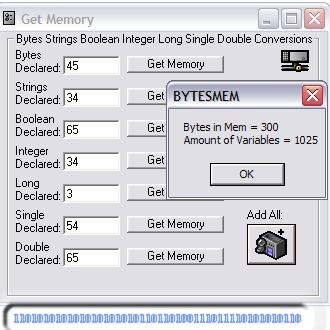 Get Memory
Bytes Strings Boolean Integer Long Single Double Conversions
Bytes
Declared: 45 Get Memory
Strings
Declared: 34 Get
BYTESMEM
Boolean
Declared: 65 Get
Bytes in Mem = 300
Amount of Variables = 1025
Integer
Declared: 34 Get
OK
Long
Declared: 3 Get
Single
Declared: 54 Get Memory
Add All:
Double
Declared: 65 Get Memory